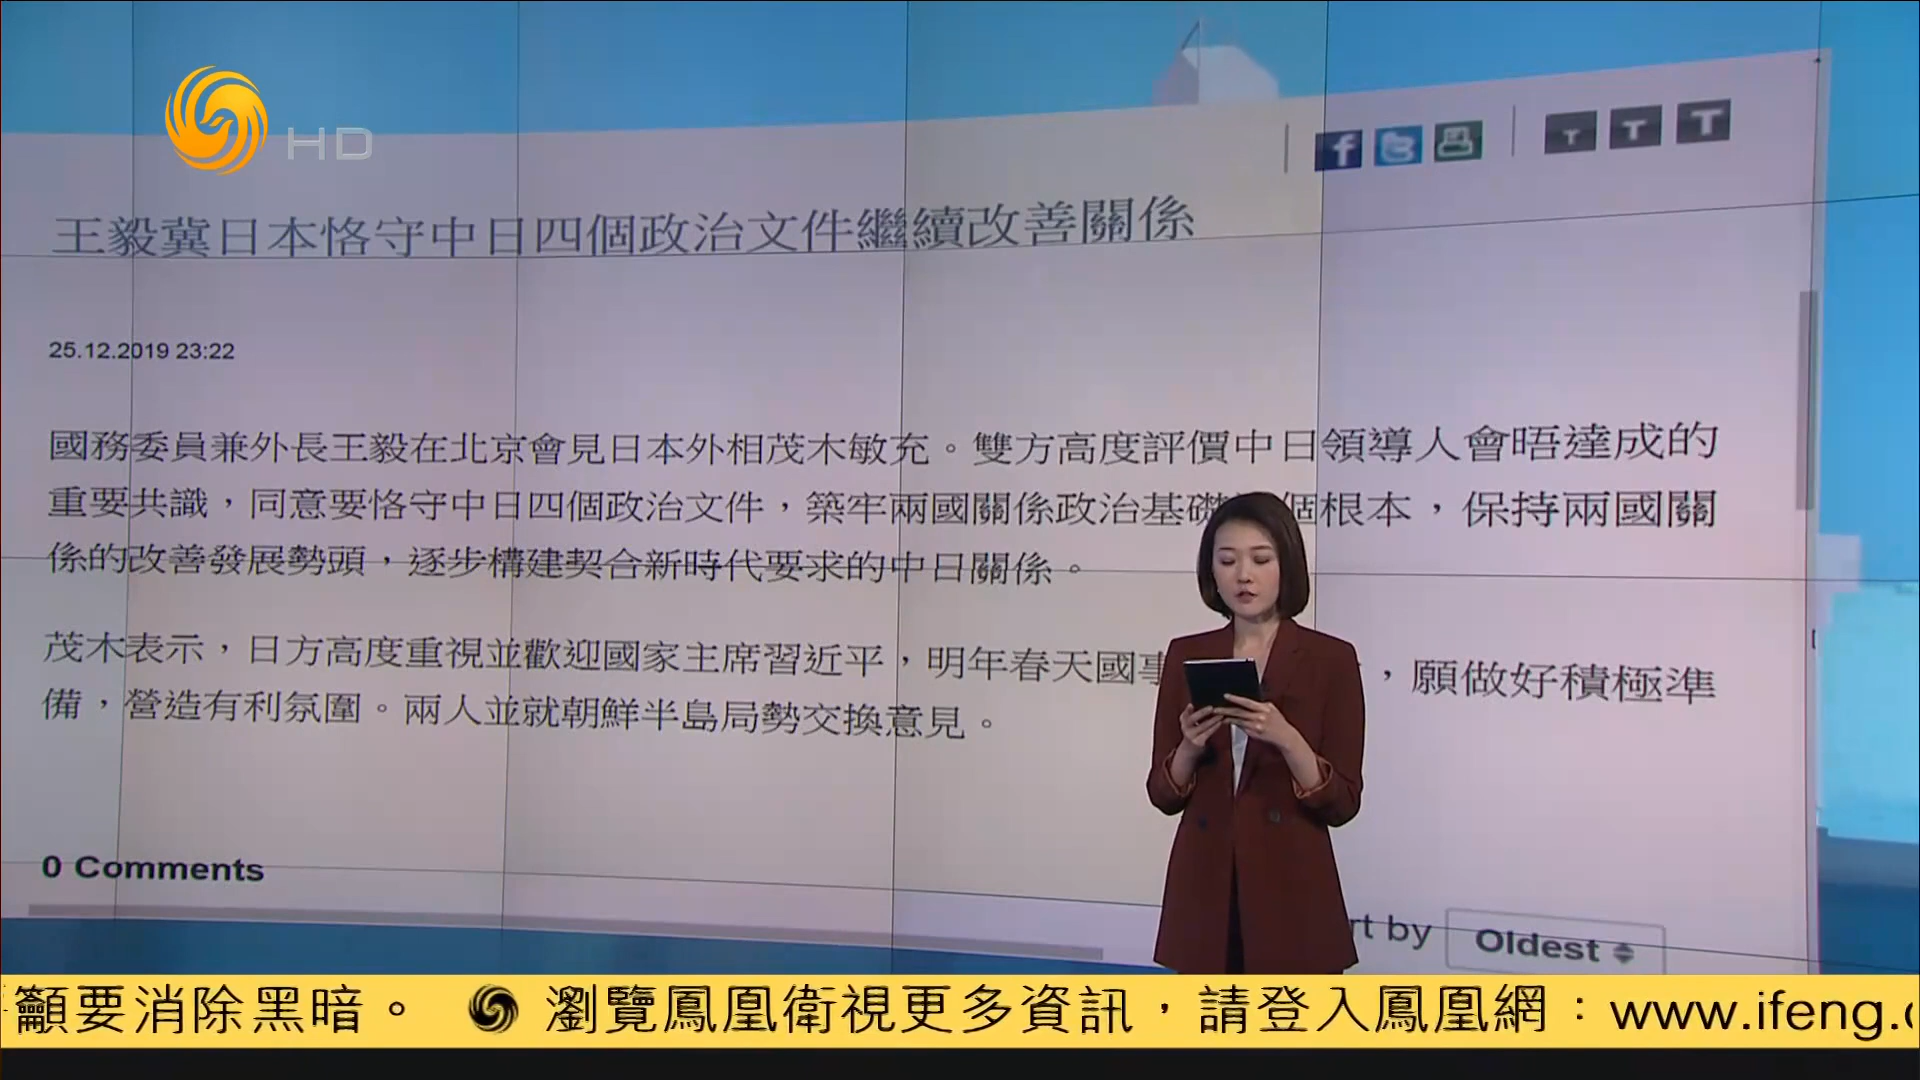 HD
王毅冀日本恪守中日四個政治文件繼續改善關係
25.12.2019 23:22
國務委員兼外長王毅在北京會見日本外相茂木敏充。雙方高度評價中日領導人會晤達成的
重要共識，同意要恪守中日四個政治文件，築牢兩國關係政治基礎 個根本，保持兩國關
係的改善發展勢頭，逐步構建契合新時代要求的中日關係。
茂木表示，日方高度重視並歡迎國家主席習近平，明年春天國事 ，願做好積極準
備，營造有利氛圍。兩人並就朝鮮半島局勢交換意見。
0 Comments
rt by Oldest
籲要消除黑暗。 瀏覽鳳凰衛視更多資訊，請登入鳳凰網：www.ifeng.c